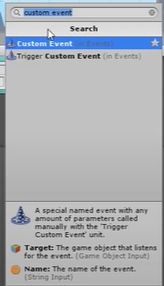 custom event
Search
Custom Event (in Events)
Trigger Custom Event (in Events)
A special named event with any
amount of parameters called
manually with the 'Trigger
Custom Event' unit.
Target: The game object that listens
for the event. (Game Object Input)
Name: The name of the event.
(String Input)